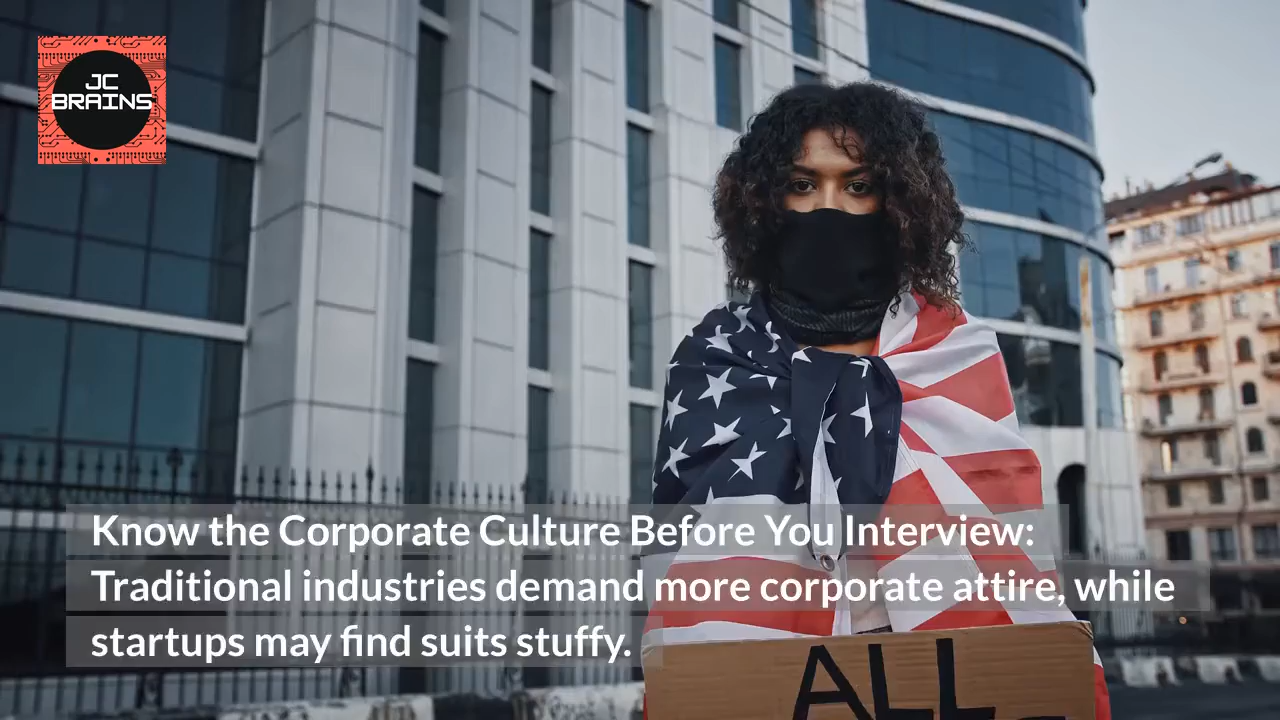 JC
BRAINS
Know the Corporate Culture Before You Interview:
Traditional industries demand more corporate attire, while
startups may find suits stuffy.
ALL